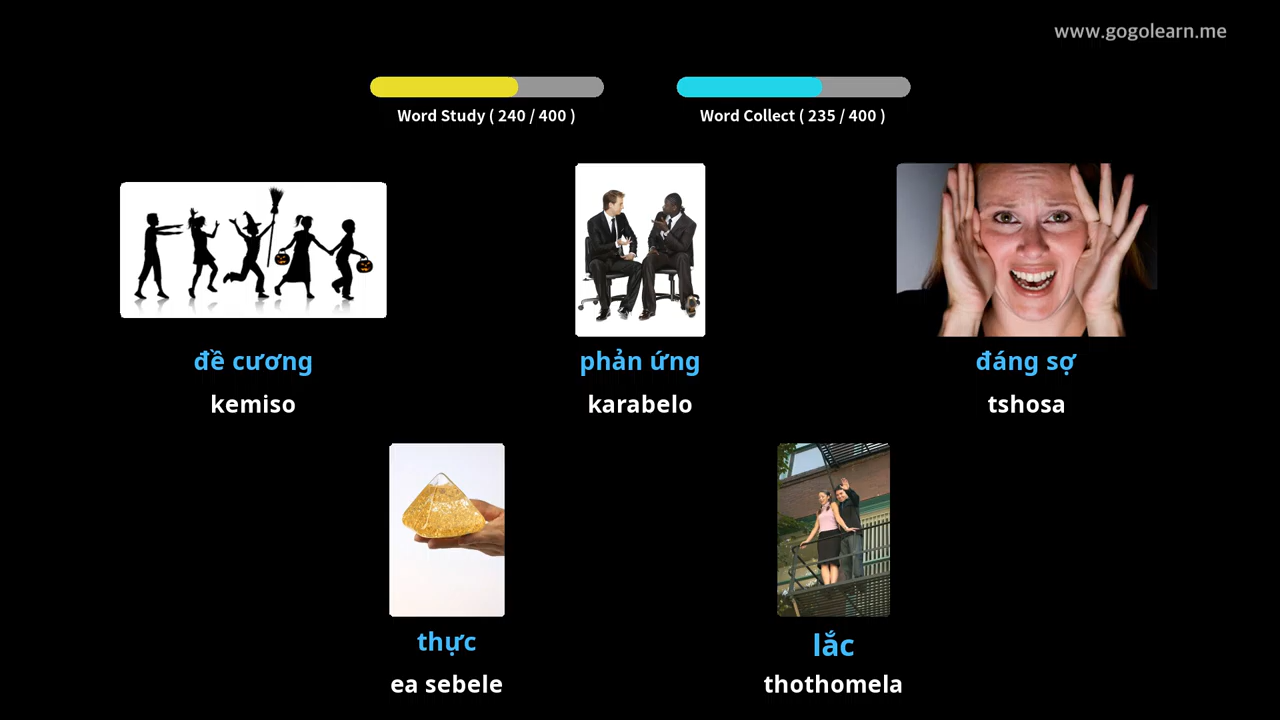 www.gogolearn.me
Word Study ( 240 / 400 )
Word Collect ( 235 / 400 )
đề cương
kemiso
phản ứng
karabelo
đáng sợ
tshosa
thực
ea sebele
lắc
thothomela